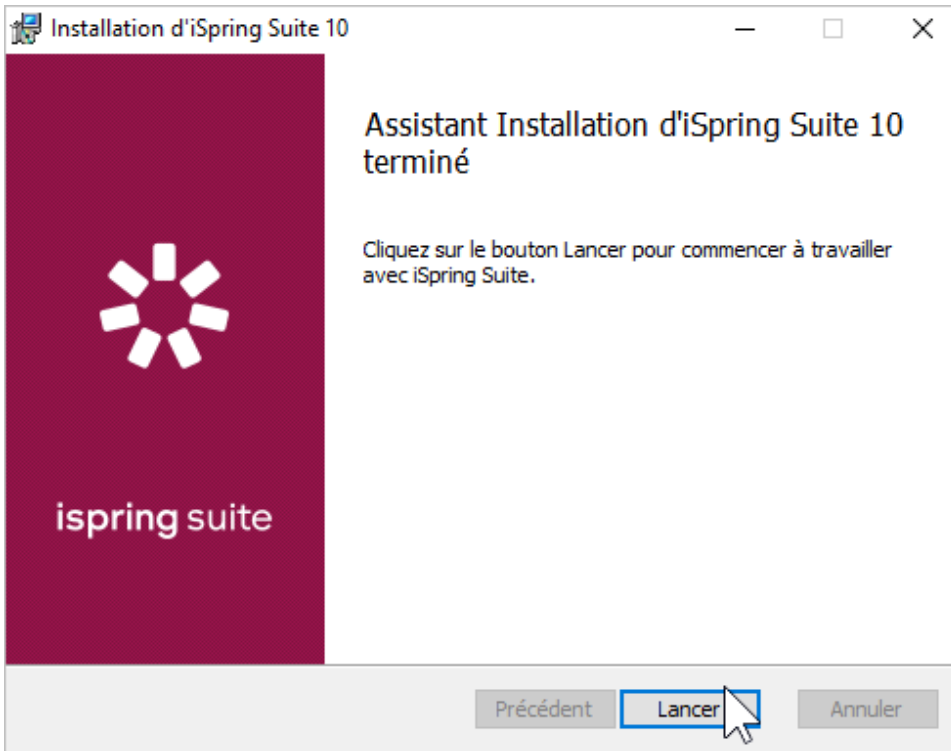 Installation d'iSpring Suite 10
Assistant Installation d'iSpring Suite 10
terminé
Cliquez sur le bouton Lancer pour commencer à travailler
avec iSpring Suite.
ispring suite
Précédent
Lancer
Annuler